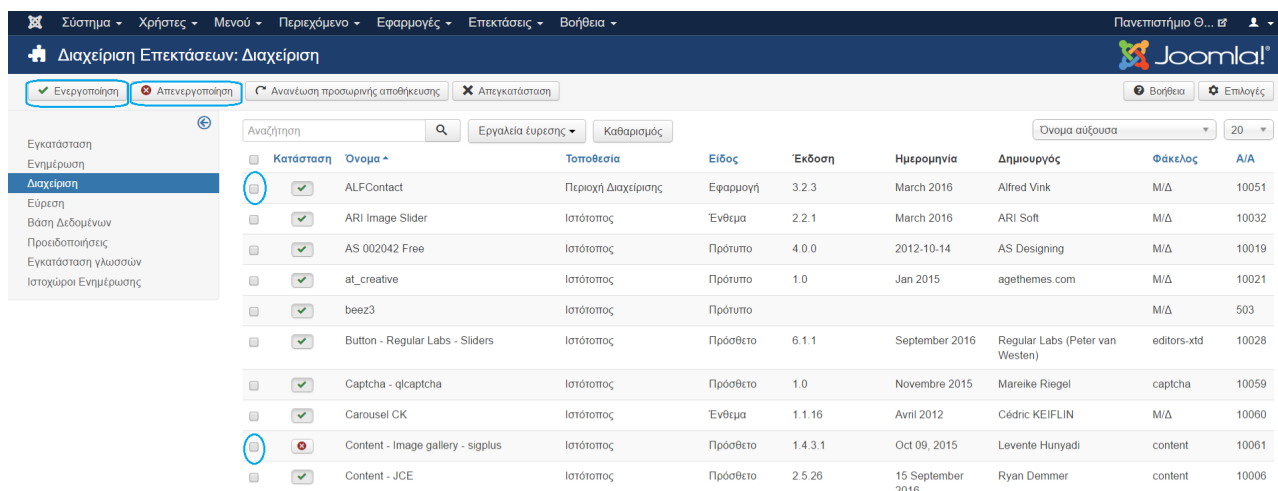 Σύστημα Χρήστες Μενού Περιεχόμενο Εφαρμογές Επεκτάσεις Βοήθεια Πανεπιστήμιο Θ...
Διαχείριση Επεκτάσεων: Διαχείριση Joomla!®
Ενεργοποίηση Απενεργοποίηση Ανανέωση προσωρινής αποθήκευσης Απεγκατάσταση Βοήθεια Επιλογές
Εγκατάσταση
Ενημέρωση
Διαχείριση
Εύρεση
Βάση Δεδομένων
Προειδοποιήσεις
Εγκατάσταση γλωσσών
Ιστοχώροι Ενημέρωσης
Αναζήτηση Εργαλεία έυρεσης Καθαρισμός Όνομα αύξουσα 20
Κατάσταση Όνομα Τοποθεσία Είδος Έκδοση Ημερομηνία Δημιουργός Φάκελος Α/Α
ALFContact Περιοχή Διαχείρισης Εφαρμογή 3.2.3 March 2016 Alfred Vink Μ/Δ 10051
ARI Image Slider Ιστότοπος Ένθεμα 2.2.1 March 2016 ARI Soft Μ/Δ 10032
AS 002042 Free Ιστότοπος Πρότυπο 4.0.0 2012-10-14 AS Designing Μ/Δ 10019
at_creative Ιστότοπος Πρότυπο 1.0 Jan 2015 agethemes.com Μ/Δ 10021
beez3 Ιστότοπος Πρότυπο Μ/Δ 503
Button - Regular Labs - Sliders Ιστότοπος Πρόσθετο 6.1.1 September 2016 Regular Labs (Peter van editors-xtd 10028
Westen)
Captcha - qlcaptcha Ιστότοπος Πρόσθετο 1.0 Novembre 2015 Mareike Riegel captcha 10059
Carousel CK Ιστότοπος Ένθεμα 1.1.16 Avril 2012 Cédric KEIFLIN Μ/Δ 10060
Content - Image gallery - sigplus Ιστότοπος Πρόσθετο 1.4.3.1 Oct 09, 2015 Levente Hunyadi content 10061
Content - JCE Ιστότοπος Πρόσθετο 2.5.26 15 September Ryan Demmer content 10006
2016